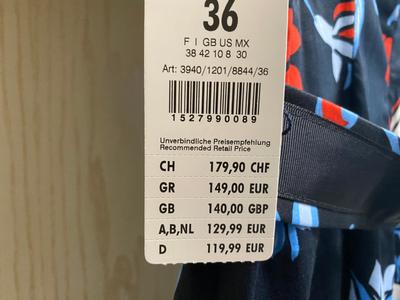 36
F I GB US MX
38 42 10 8 30
Art: 3940/1201/8844/36
1527990089
Unverbindliche Preisempfehlung
Recommended Retail Price
CH 179,90 CHF
GR 149,00 EUR
GB 140,00 GBP
A,B,NL 129,99 EUR
D 119,99 EUR